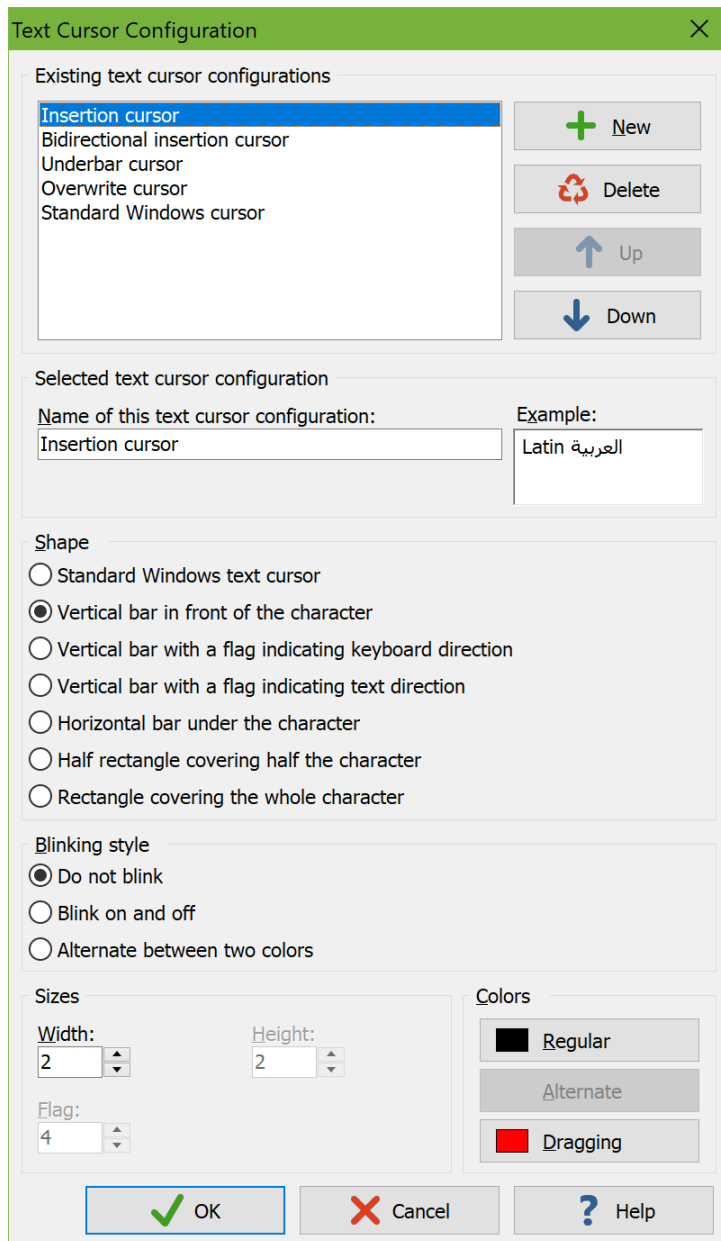 Text Cursor Configuration
Existing text cursor configurations
Insertion cursor
Bidirectional insertion cursor
Underbar cursor
Overwrite cursor
Standard Windows cursor
New
Delete
Up
Down
Selected text cursor configuration
Name of this text cursor configuration:
Insertion cursor
Example:
Latin العربية
Shape
Standard Windows text cursor
Vertical bar in front of the character
Vertical bar with a flag indicating keyboard direction
Vertical bar with a flag indicating text direction
Horizontal bar under the character
Half rectangle covering half the character
Rectangle covering the whole character
Blinking style
Do not blink
Blink on and off
Alternate between two colors
Sizes
Width:
2
Height:
2
Flag:
4
Colors
Regular
Alternate
Dragging
OK
Cancel
? Help